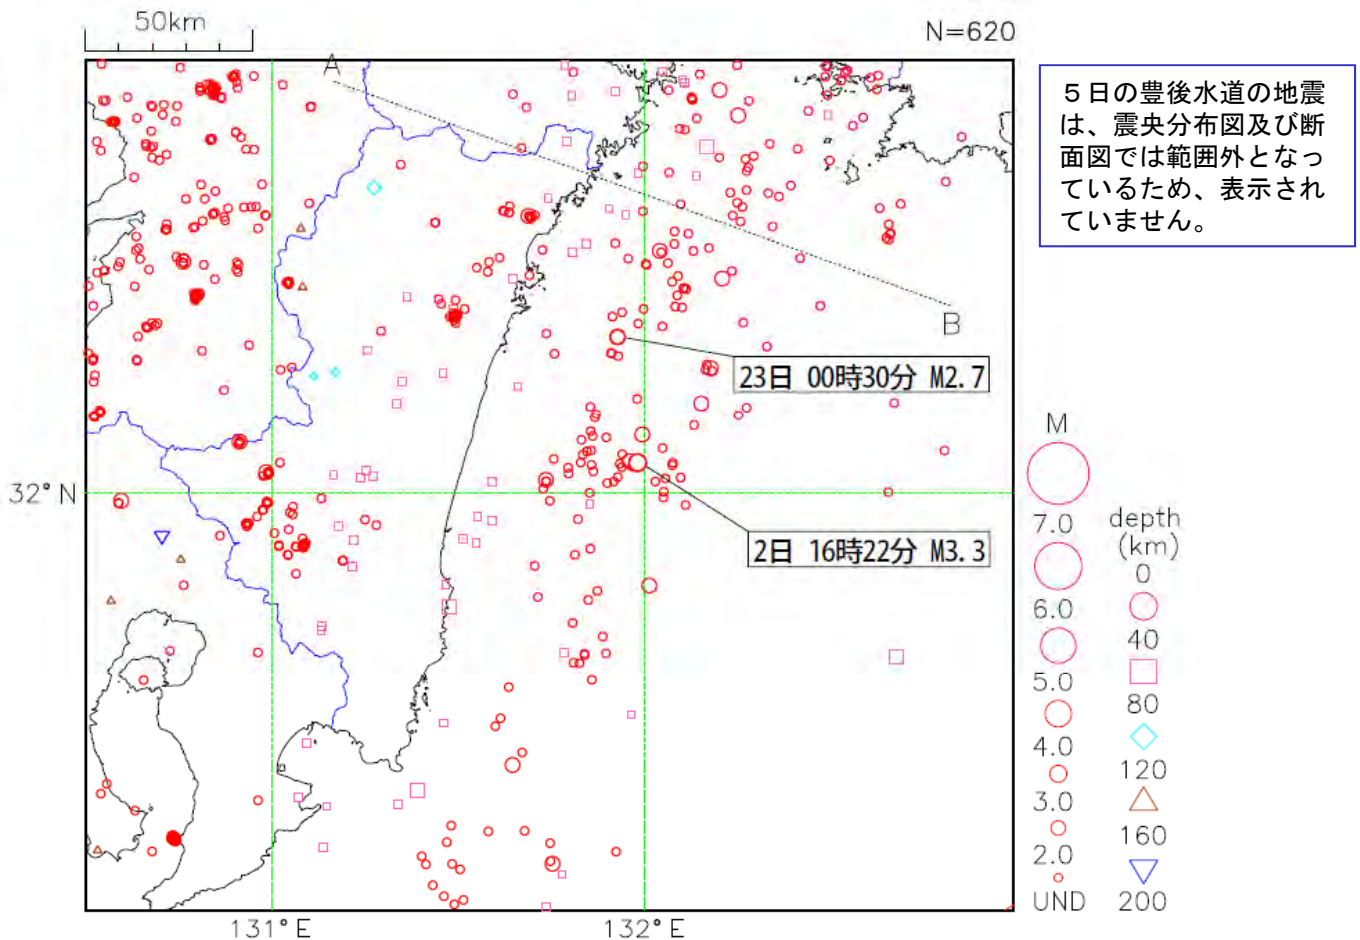 50km
N=620
A
５日の豊後水道の地震
は、震央分布図及び断
面図では範囲外となっ
ているため、表示され
ていません。
B
23日 00時30分 M2.7
32°N
2日 16時22分 M3.3
M
7.0
6.0
5.0
4.0
3.0
2.0
UND
depth
(km)
0
40
80
120
160
200
131°E
132°E